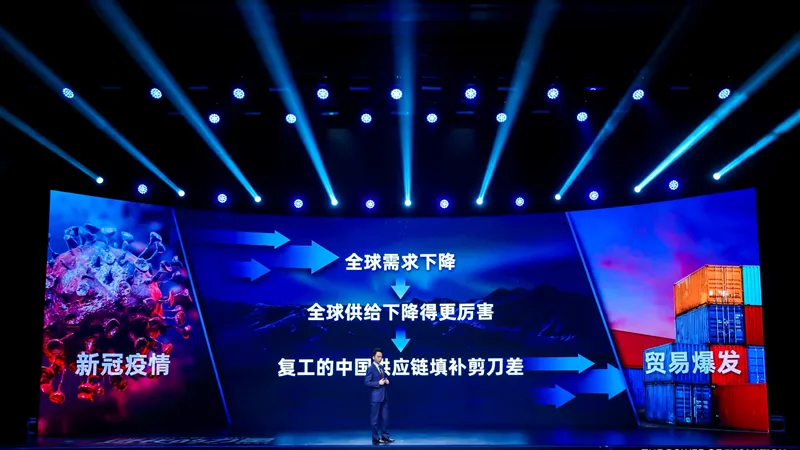 全球需求下降
全球供给下降得更厉害
新冠疫情
复工的中国供应链填补剪刀差
贸易爆发